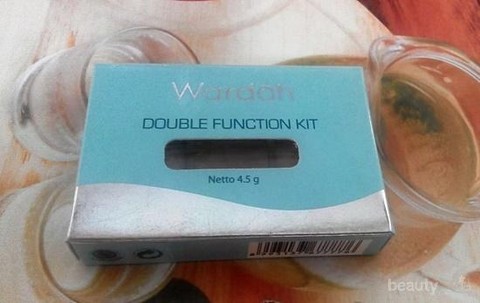 Wardah
DOUBLE FUNCTION KIT
Netto 4.5 g
beauty